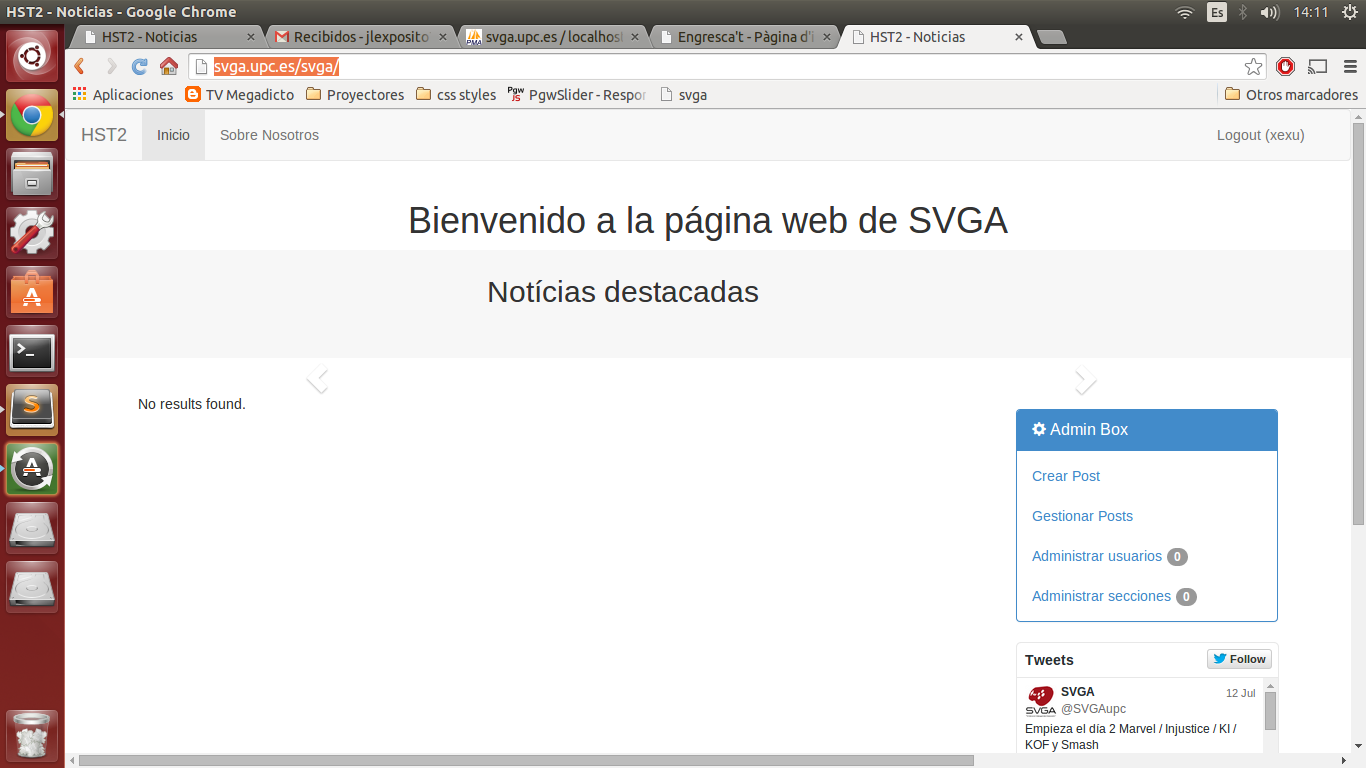 HST2 - Noticias - Google Chrome
Es
14:11
HST2 - Noticias
Recibidos - jlexposito
svga.upc.es / localhos
Engresca't - Pàgina d'
HST2 - Noticias
svga.upc.es/svga/
Aplicaciones
TV Megadicto
Proyectores
css styles
PgwSlider - Respor
svga
Otros marcadores
HST2
Inicio
Sobre Nosotros
Logout (xexu)
Bienvenido a la página web de SVGA
Notícias destacadas
No results found.
Admin Box
Crear Post
Gestionar Posts
Administrar usuarios 0
Administrar secciones 0
Tweets
Follow
SVGA
12 Jul
@SVGAupc
Empieza el día 2 Marvel / Injustice / KI /
KOF y Smash